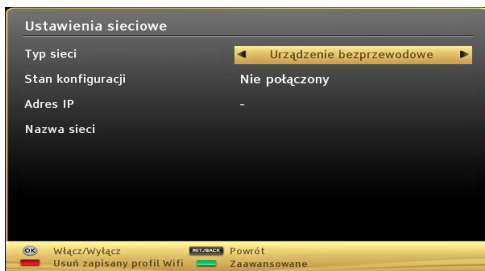 Ustawienia sieciowe
Typ sieci Urządzenie bezprzewodowe
Stan konfiguracji Nie połączony
Adres IP -
Nazwa sieci
OK Włącz/Wyłącz RET/BACK Powrót
Usuń zapisany profil Wifi Zaawansowane